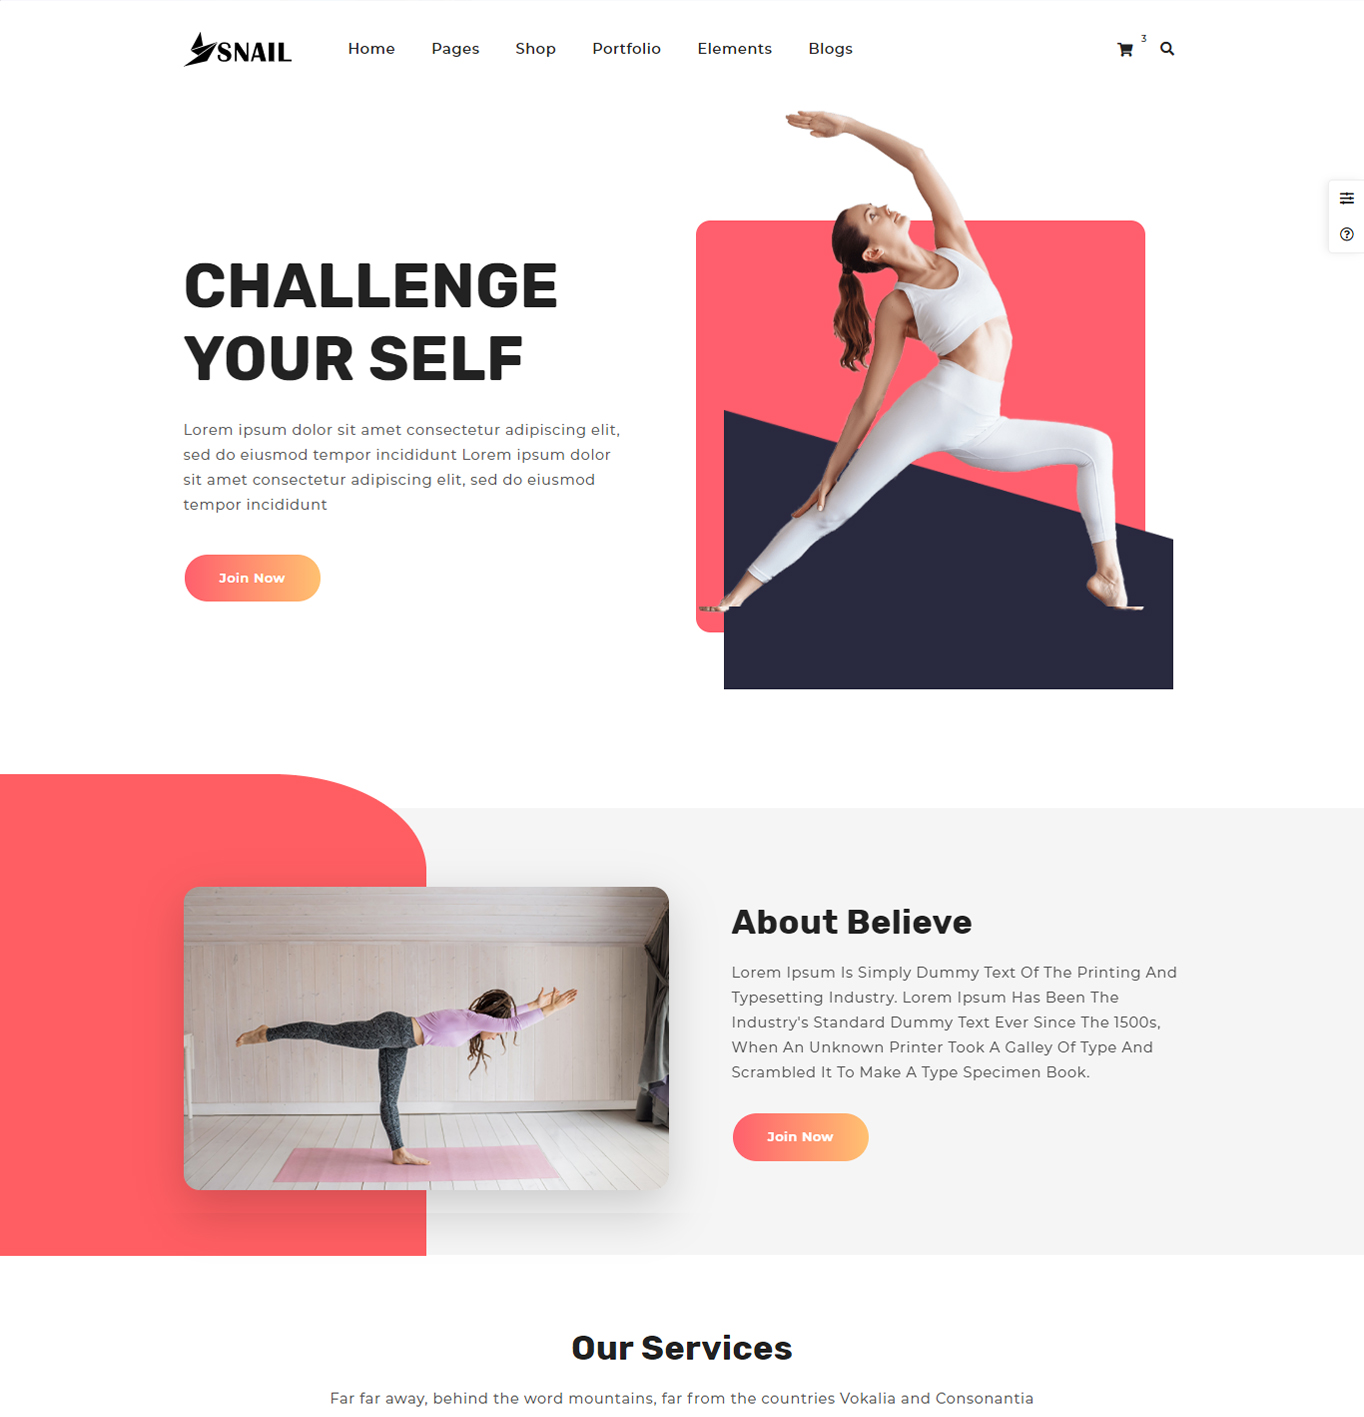 SNAIL
Home Pages Shop Portfolio Elements Blogs
3
CHALLENGE
YOUR SELF
Lorem ipsum dolor sit amet consectetur adipiscing elit,
sed do eiusmod tempor incididunt Lorem ipsum dolor
sit amet consectetur adipiscing elit, sed do eiusmod
tempor incididunt
Join Now
About Believe
Lorem Ipsum Is Simply Dummy Text Of The Printing And
Typesetting Industry. Lorem Ipsum Has Been The
Industry's Standard Dummy Text Ever Since The 1500s,
When An Unknown Printer Took A Galley Of Type And
Scrambled It To Make A Type Specimen Book.
Join Now
Our Services
Far far away, behind the word mountains, far from the countries Vokalia and Consonantia